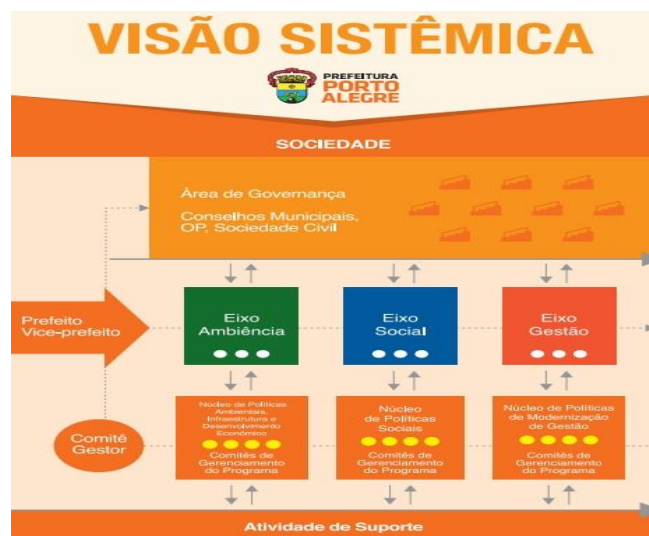 VISÃO SISTÊMICA
PREFEITURA
PORTO
ALEGRE
SOCIEDADE
Área de Governança
Conselhos Municipais,
OP, Sociedade Civil
Prefeito
Vice-prefeito
Eixo
Ambiência
Eixo
Social
Eixo
Gestão
Comitê
Gestor
Núcleo de Políticas
Ambientais,
Infraestrutura e
Desenvolvimento
Econômico
Comitês de
Gerenciamento
do Programa
Núcleo
de Políticas
Sociais
Comitês de
Gerenciamento
do Programa
Núcleo de Políticas
de Modernização
de Gestão
Comitês de
Gerenciamento
do Programa
Atividade de Suporte